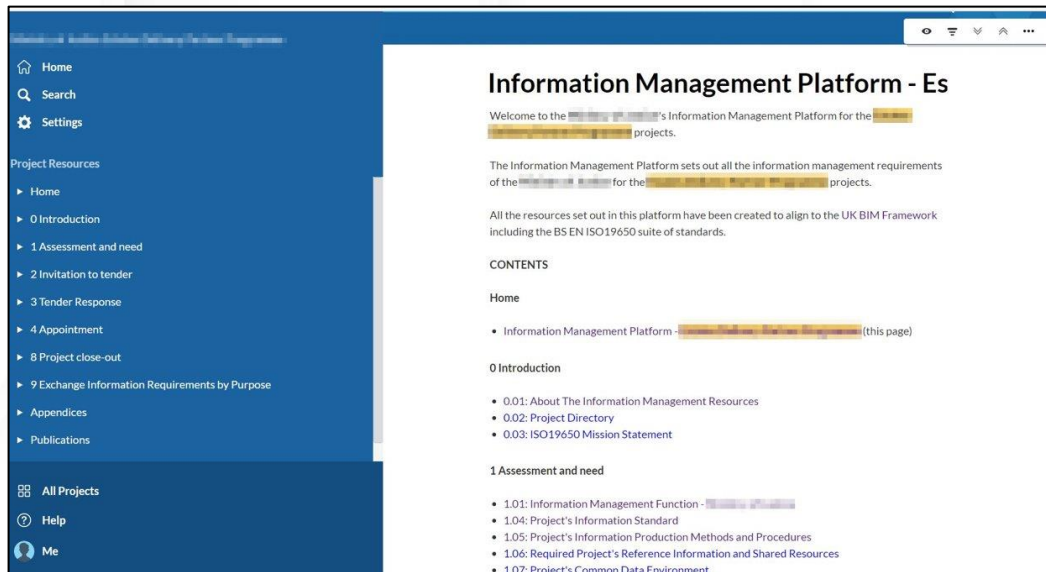 Home
Search
Settings
Project Resources
► Home
► 0 Introduction
► 1 Assessment and need
► 2 Invitation to tender
► 3 Tender Response
► 4 Appointment
► 8 Project close-out
► 9 Exchange Information Requirements by Purpose
► Appendices
► Publications
All Projects
Help
Me
Information Management Platform - Es
Welcome to the 's Information Management Platform for the
projects.
The Information Management Platform sets out all the information management requirements
of the for the projects.
All the resources set out in this platform have been created to align to the UK BIM Framework
including the BS EN ISO19650 suite of standards.
CONTENTS
Home
• Information Management Platform - (this page)
0 Introduction
• 0.01: About The Information Management Resources
• 0.02: Project Directory
• 0.03: ISO19650 Mission Statement
1 Assessment and need
• 1.01: Information Management Function -
• 1.04: Project's Information Standard
• 1.05: Project's Information Production Methods and Procedures
• 1.06: Required Project's Reference Information and Shared Resources
• 1.07: Project's Common Data Environment